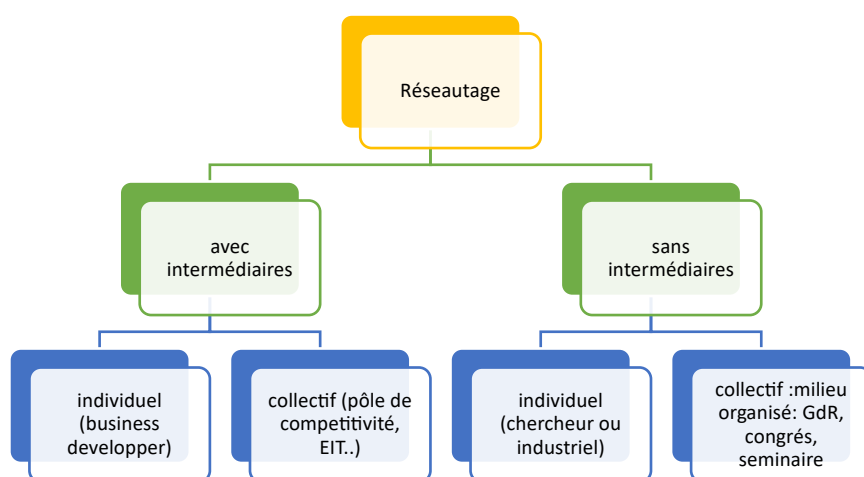 Réseautage
avec
intermédiaires
sans
intermédiaires
individuel
(business
developper)
collectif (pôle de
competitivité,
EIT..)
individuel
(chercheur ou
industriel)
collectif :milieu
organisé: GdR,
congrés,
seminaire